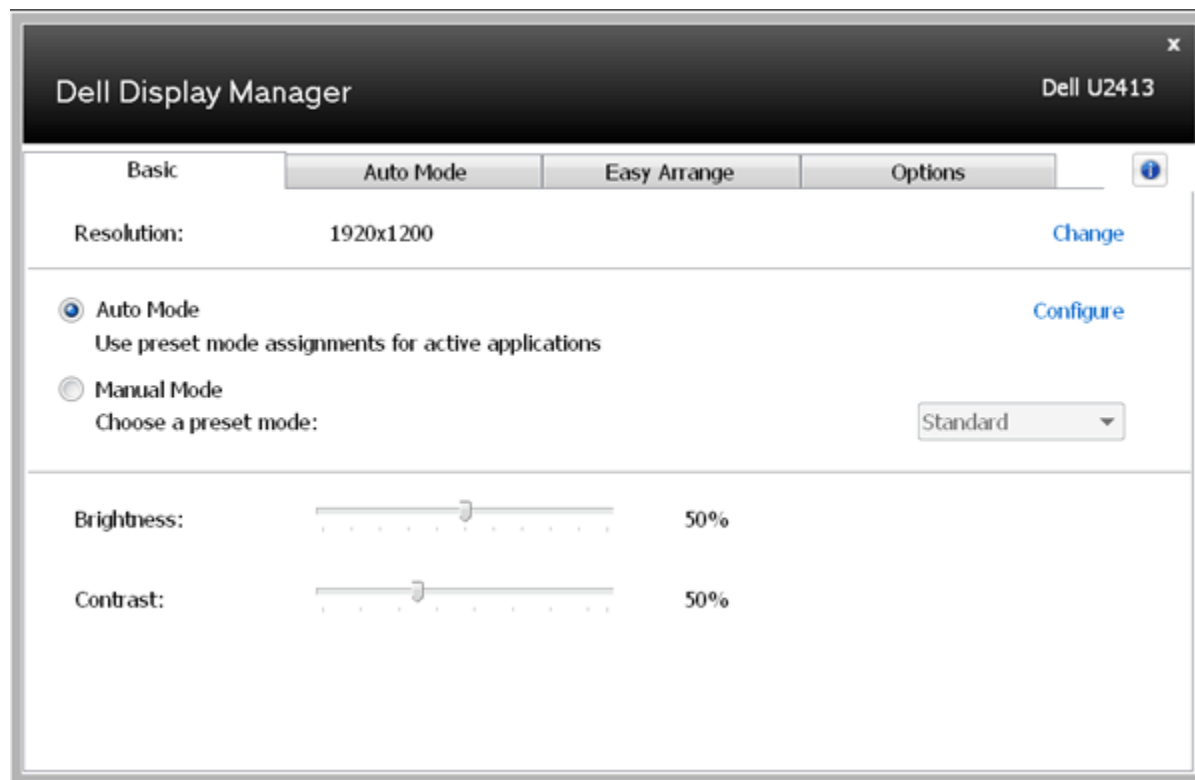 x
Dell Display Manager
Dell U2413
Basic
Auto Mode
Easy Arrange
Options
Resolution:
1920x1200
Change
Auto Mode
Configure
Use preset mode assignments for active applications
Manual Mode
Choose a preset mode:
Standard
Brightness:
50%
Contrast:
50%